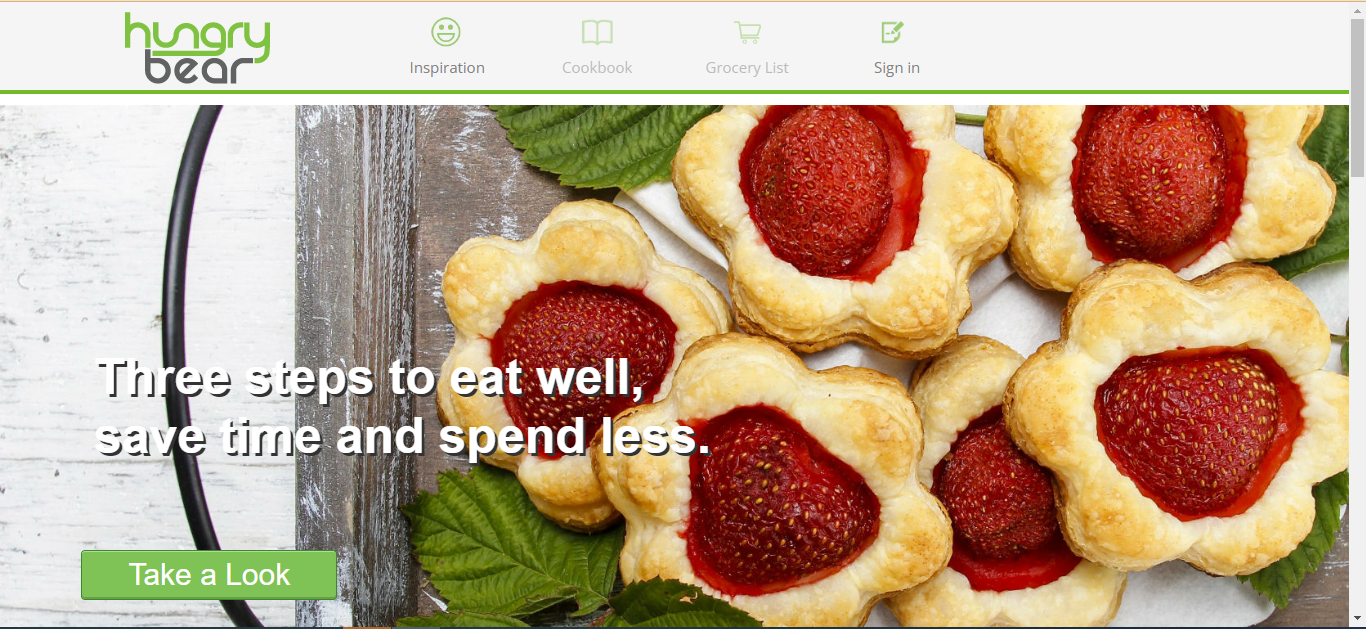 hungry
bear
Inspiration
Cookbook
Grocery List
Sign in
Three steps to eat well,
save time and spend less.
Take a Look